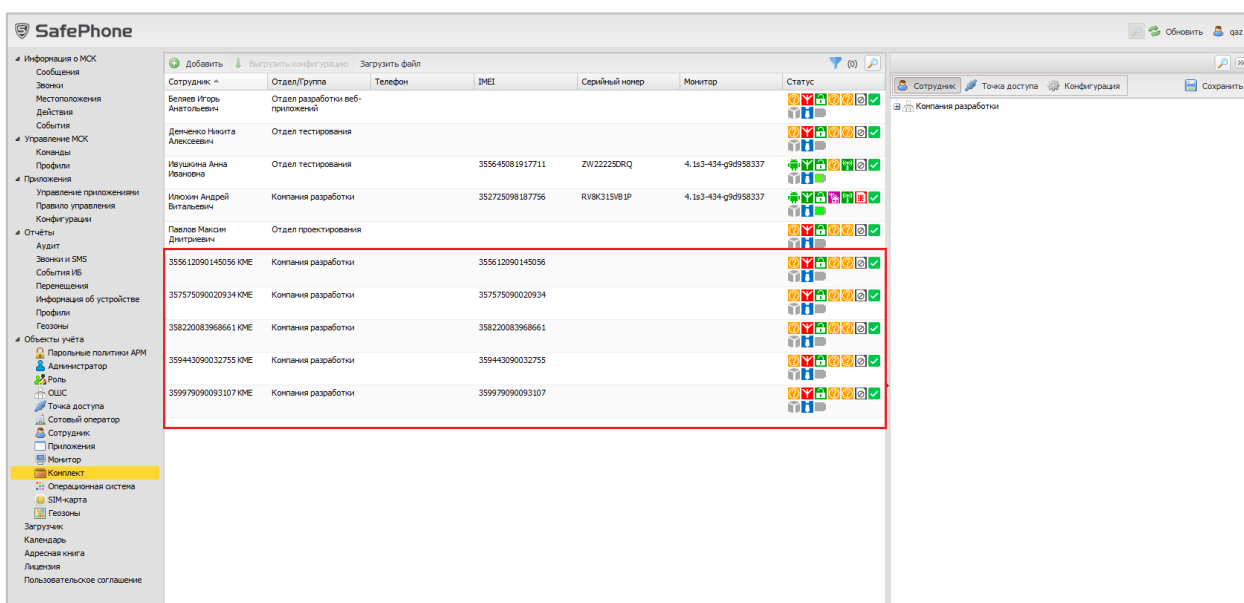 SafePhone
Обновить qaz
Информация о МСК
Сообщения
Звонки
Местоположения
Действия
События
Управление МСК
Команды
Профили
Приложения
Управление приложениями
Правило управления
Конфигурации
Отчёты
Аудит
Звонки и SMS
События ИБ
Перемещения
Информация об устройстве
Профили
Геозоны
Объекты учёта
Парольные политики АРМ
Администратор
Роль
ОШС
Точка доступа
Сотовый оператор
Сотрудник
Приложения
Монитор
Комплект
Операционная система
SIM-карта
Геозоны
Загрузчик
Календарь
Адресная книга
Лицензия
Пользовательское соглашение
Добавить Выгрузить конфигурацию Загрузить файл (0)
Сотрудник Отдел/Группа Телефон IMEI Серийный номер Монитор Статус
Беляев Игорь Отдел разработки веб-
Анатольевич приложений
Демченко Никита Отдел тестирования
Алексеевич
Ивушкина Анна Отдел тестирования 355645081917711 ZW22225DRQ 4.1s3-434-g9d958337
Ивановна
Илюхин Андрей Компания разработки 352725098187756 RV8K315VB1P 4.1s3-434-g9d958337
Витальевич
Павлов Максим Отдел проектирования
Дмитриевич
355612090145056 KME Компания разработки 355612090145056
357575090020934 KME Компания разработки 357575090020934
358220083968661 KME Компания разработки 358220083968661
359443090032755 KME Компания разработки 359443090032755
359979090093107 KME Компания разработки 359979090093107
Сотрудник Точка доступа Конфигурация Сохранить
Компания разработки